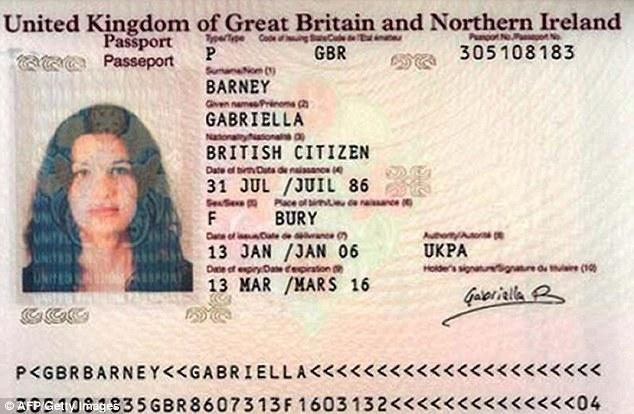 United Kingdom of Great Britain and Northern Ireland
Passport
Passeport
Type/Type Code of issuing State/Code de l'Etat émetteur Passport No./Passeport No.
P GBR 305108183
Surname/Nom (1)
BARNEY
Given names/Prénoms (2)
GABRIELLA
Nationality/Nationalité (3)
BRITISH CITIZEN
Date of birth/Date de naissance (4)
31 JUL /JUIL 86
Sex/Sexe (5) Place of birth/Lieu de naissance (6)
F BURY
Date of issue/Date de délivrance (7) Authority/Autorité (8)
13 JAN /JAN 06 UKPA
Date of expiry/Date d'expiration (9) Holder's signature/Signature du titulaire (10)
13 MAR /MARS 16
Gabriella B
P<GBRBARNEY<<GABRIELLA<<<<<<<<<<<<<<<<<<<<<<
GBR8607313F1603132<<<<<<<<<<<<<<04
© AFP/Getty Images